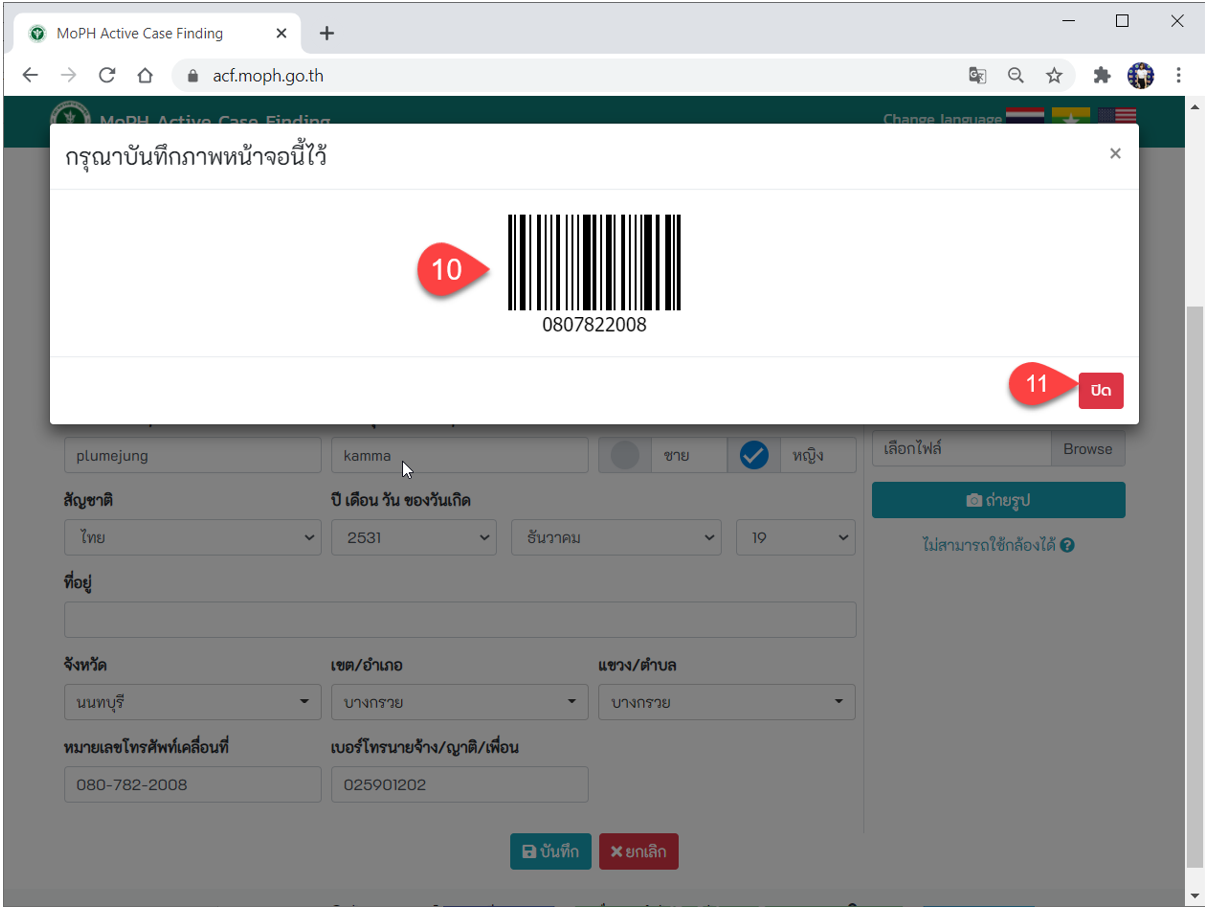 MoPH Active Case Finding
acf.moph.go.th
MoPH Active Case Finding
Change language
กรุณาบันทึกภาพหน้าจอนี้ไว้
10
0807822008
11
ปิด
plumejung
kamma
ชาย
หญิง
เลือกไฟล์
Browse
สัญชาติ
ปี เดือน วัน ของวันเกิด
ถ่ายรูป
ไทย
2531
ธันวาคม
19
ไม่สามารถใช้กล้องได้
ที่อยู่
จังหวัด
เขต/อำเภอ
แขวง/ตำบล
นนทบุรี
บางกรวย
บางกรวย
หมายเลขโทรศัพท์เคลื่อนที่
เบอร์โทรนายจ้าง/ญาติ/เพื่อน
080-782-2008
025901202
บันทึก
ยกเลิก